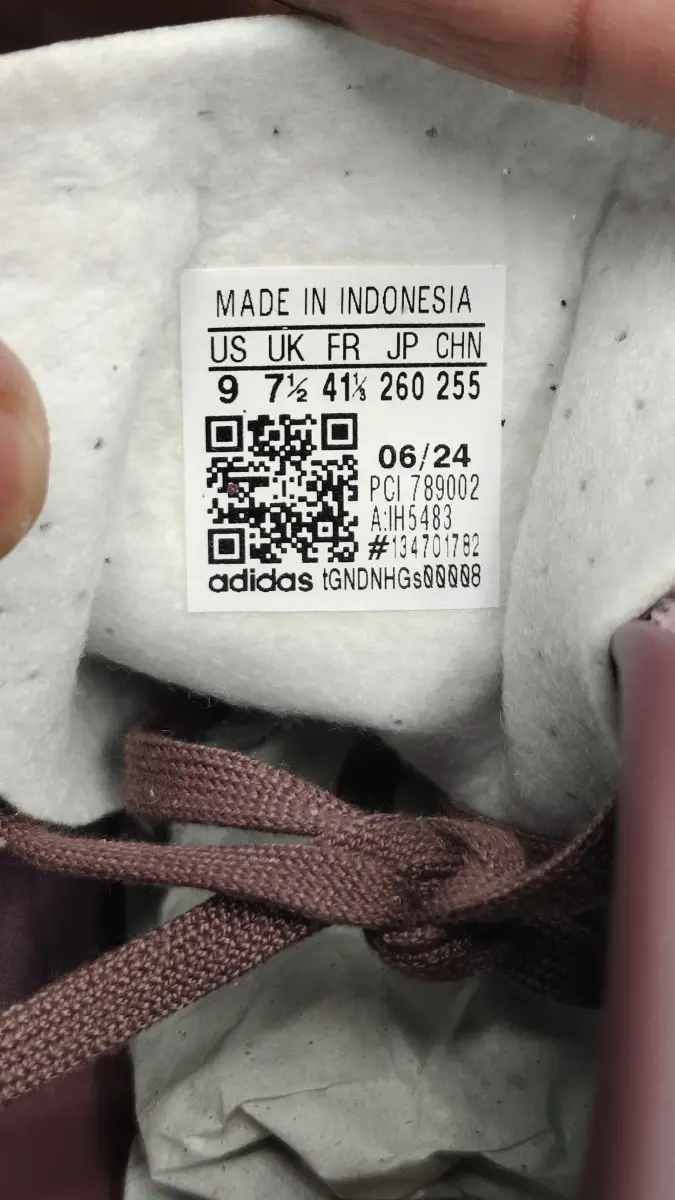 MADE IN INDONESIA
US UK FR JP CHN
9 7½ 41⅓ 260 255
06/24
PCI 789002
A:IH5483
#134701782
adidas tGNDNHGs00008